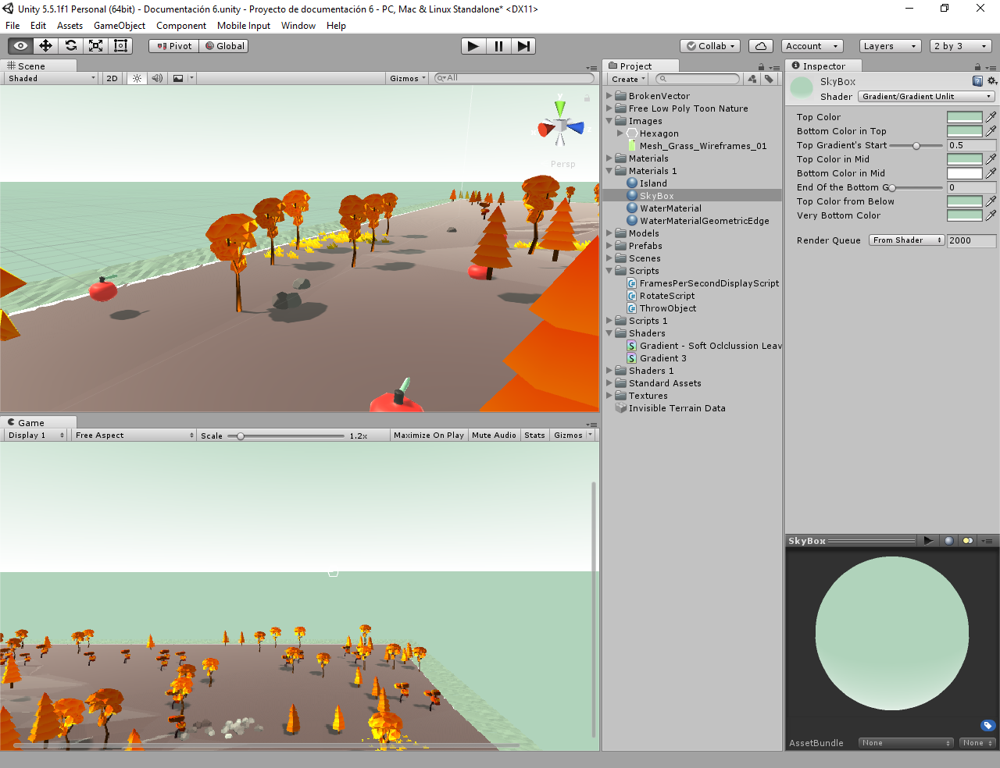 Unity 5.5.1f1 Personal (64bit) - Documentación 6.unity - Proyecto de documentación 6 - PC, Mac & Linux Standalone* <DX11>
File Edit Assets GameObject Component Mobile Input Window Help
Pivot Global Collab Account Layers 2 by 3
Scene
Shaded 2D Gizmos All
y
Persp
Game
Display 1 Free Aspect Scale 1.2x Maximize On Play Mute Audio Stats Gizmos
Project
Create
BrokenVector
Free Low Poly Toon Nature
Images
Hexagon
Mesh_Grass_Wireframes_01
Materials
Materials 1
Island
SkyBox
WaterMaterial
WaterMaterialGeometricEdge
Models
Prefabs
Scenes
Scripts
FramesPerSecondDisplayScript
RotateScript
ThrowObject
Scripts 1
Shaders
Gradient - Soft Oclclussion Leav
Gradient 3
Shaders 1
Standard Assets
Textures
Invisible Terrain Data
Inspector
SkyBox
Shader Gradient/Gradient Unlit
Top Color
Bottom Color in Top
Top Gradient's Start 0.5
Top Color in Mid
Bottom Color in Mid
End Of the Bottom G 0
Top Color from Below
Very Bottom Color
Render Queue From Shader 2000
SkyBox
AssetBundle None None